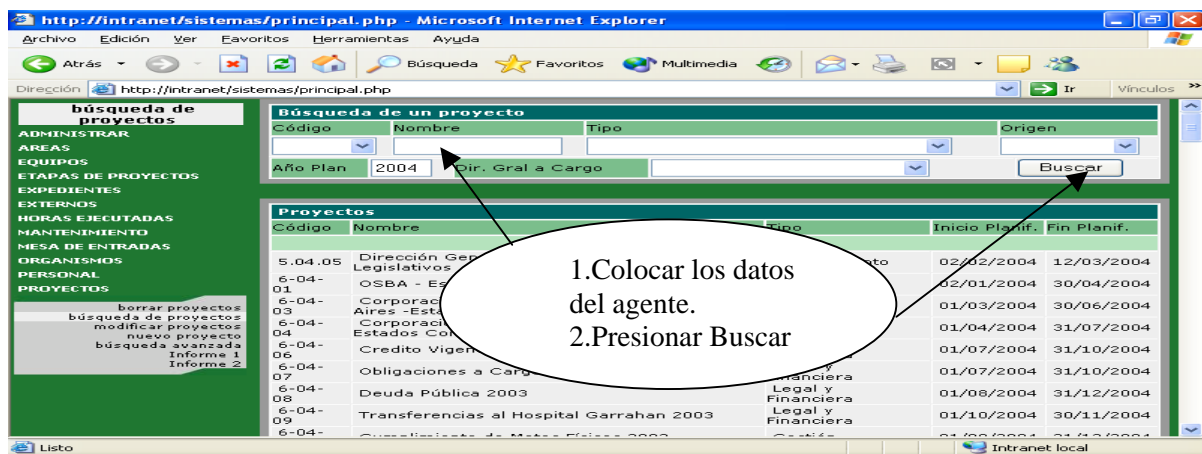 http://intranet/sistemas/principal.php - Microsoft Internet Explorer
Archivo Edición Ver Favoritos Herramientas Ayuda
Atrás Búsqueda Favoritos Multimedia
Dirección http://intranet/sistemas/principal.php Ir Vínculos »
búsqueda de
proyectos
ADMINISTRAR
AREAS
EQUIPOS
ETAPAS DE PROYECTOS
EXPEDIENTES
EXTERNOS
HORAS EJECUTADAS
MANTENIMIENTO
MESA DE ENTRADAS
ORGANISMOS
PERSONAL
PROYECTOS
borrar proyectos
búsqueda de proyectos
modificar proyectos
nuevo proyecto
búsqueda avanzada
Informe 1
Informe 2
Búsqueda de un proyecto
Código Nombre Tipo Origen
Año Plan 2004 Dir. Gral a Cargo Buscar
Proyectos
Código Nombre Tipo Inicio Planif. Fin Planif.
5.04.05 Dirección Gen
Legislativos 02/02/2004 12/03/2004
6-04-
01 OSBA - Es 02/01/2004 30/04/2004
6-04-
03 Corporac
Aires -Esta 01/03/2004 30/06/2004
6-04-
04 Corporaci
Estados Co 01/04/2004 31/07/2004
6-04-
06 Credito Vigen 01/07/2004 31/10/2004
6-04-
07 Obligaciones a Carg Financiera 01/07/2004 31/10/2004
6-04-
08 Deuda Pública 2003 Legal y
Financiera 01/08/2004 31/12/2004
6-04-
09 Transferencias al Hospital Garrahan 2003 Legal y
Financiera 01/10/2004 30/11/2004
6-04-
1.Colocar los datos
del agente.
2.Presionar Buscar
Listo Intranet local